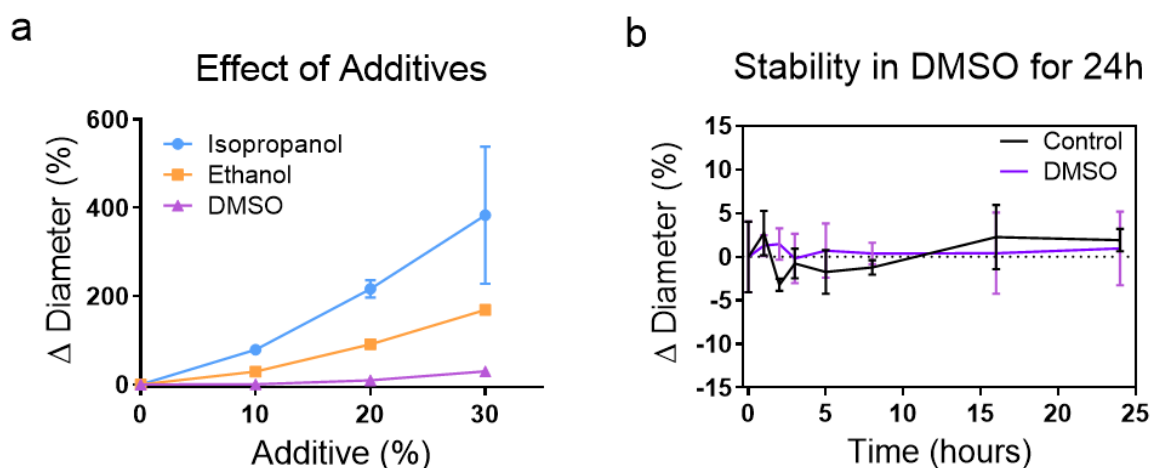 a
Effect of Additives
Δ Diameter (%)
600
400
200
0
Isopropanol
Ethanol
DMSO
0 10 20 30
Additive (%)
b
Stability in DMSO for 24h
Δ Diameter (%)
15
10
5
0
-5
-10
-15
Control
DMSO
0 5 10 15 20 25
Time (hours)